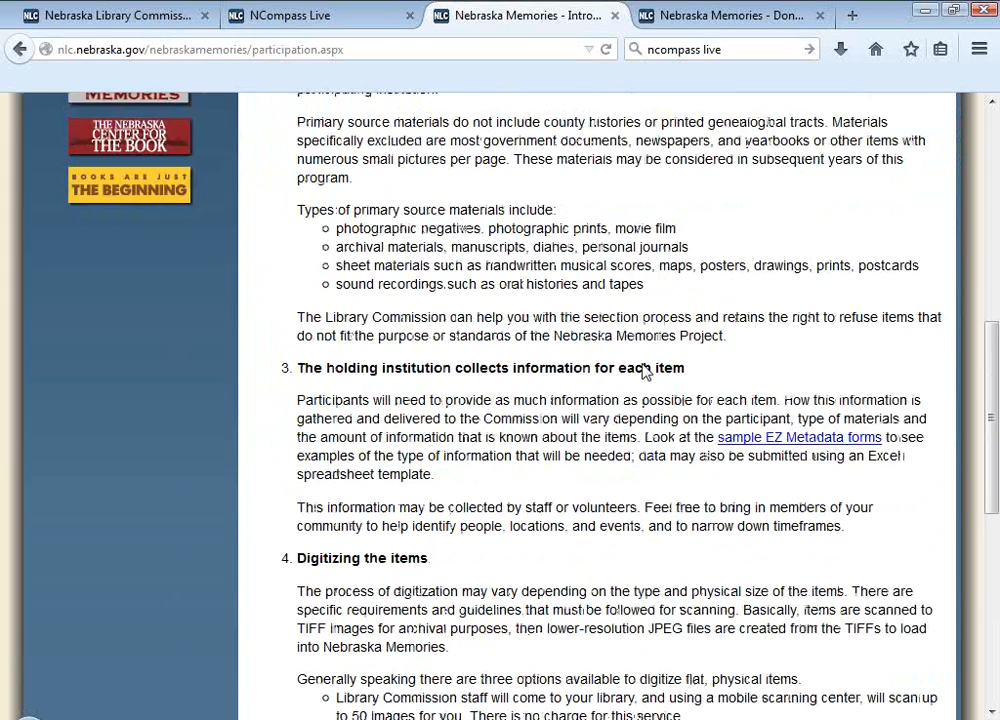 Nebraska Library Commiss...
NCompass Live
Nebraska Memories - Intro...
Nebraska Memories - Don...
nlc.nebraska.gov/nebraskamemories/participation.aspx
ncompass live
MEMORIES
THE NEBRASKA
CENTER FOR
THE BOOK
BOOKS ARE JUST
THE BEGINNING
participating institution.
Primary source materials do not include county histories or printed genealogical tracts. Materials
specifically excluded are most government documents, newspapers, and yearbooks or other items with
numerous small pictures per page. These materials may be considered in subsequent years of this
program.
Types of primary source materials include:
photographic negatives, photographic prints, movie film
archival materials, manuscripts, diaries, personal journals
sheet materials such as handwritten musical scores, maps, posters, drawings, prints, postcards
sound recordings such as oral histories and tapes
The Library Commission can help you with the selection process and retains the right to refuse items that
do not fit the purpose or standards of the Nebraska Memories Project.
3. The holding institution collects information for each item
Participants will need to provide as much information as possible for each item. How this information is
gathered and delivered to the Commission will vary depending on the participant, type of materials and
the amount of information that is known about the items. Look at the sample EZ Metadata forms to see
examples of the type of information that will be needed; data may also be submitted using an Excel
spreadsheet template.
This information may be collected by staff or volunteers. Feel free to bring in members of your
community to help identify people, locations, and events, and to narrow down timeframes.
4. Digitizing the items
The process of digitization may vary depending on the type and physical size of the items. There are
specific requirements and guidelines that must be followed for scanning. Basically, items are scanned to
TIFF images for archival purposes, then lower-resolution JPEG files are created from the TIFFs to load
into Nebraska Memories.
Generally speaking there are three options available to digitize flat, physical items.
Library Commission staff will come to your library, and using a mobile scanning center, will scan up
to 50 images for you. There is no charge for this service